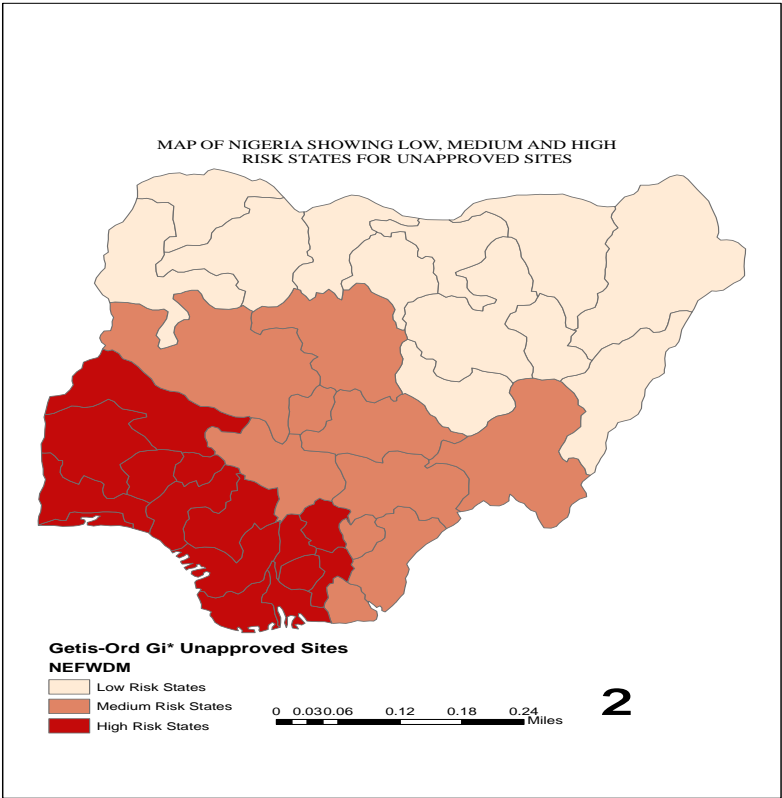 MAP OF NIGERIA SHOWING LOW, MEDIUM AND HIGH
RISK STATES FOR UNAPPROVED SITES
Getis-Ord Gi* Unapproved Sites
NEFWDM
Low Risk States
Medium Risk States
High Risk States
0 0.03 0.06 0.12 0.18 0.24
Miles
2